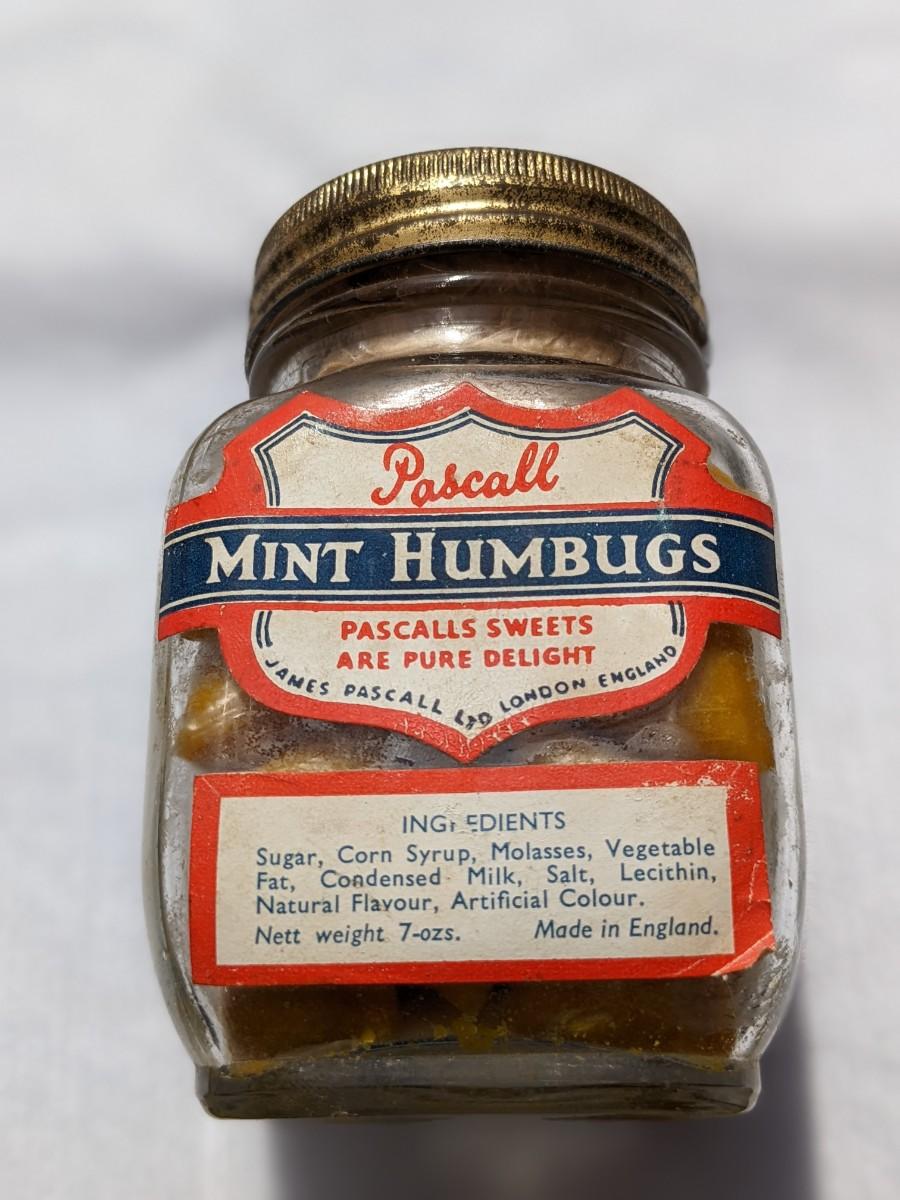 Pascall
MINT HUMBUGS
PASCALLS SWEETS
ARE PURE DELIGHT
JAMES PASCALL LTD LONDON ENGLAND
INGREDIENTS
Sugar, Corn Syrup, Molasses, Vegetable
Fat, Condensed Milk, Salt, Lecithin,
Natural Flavour, Artificial Colour.
Nett weight 7-ozs. Made in England.